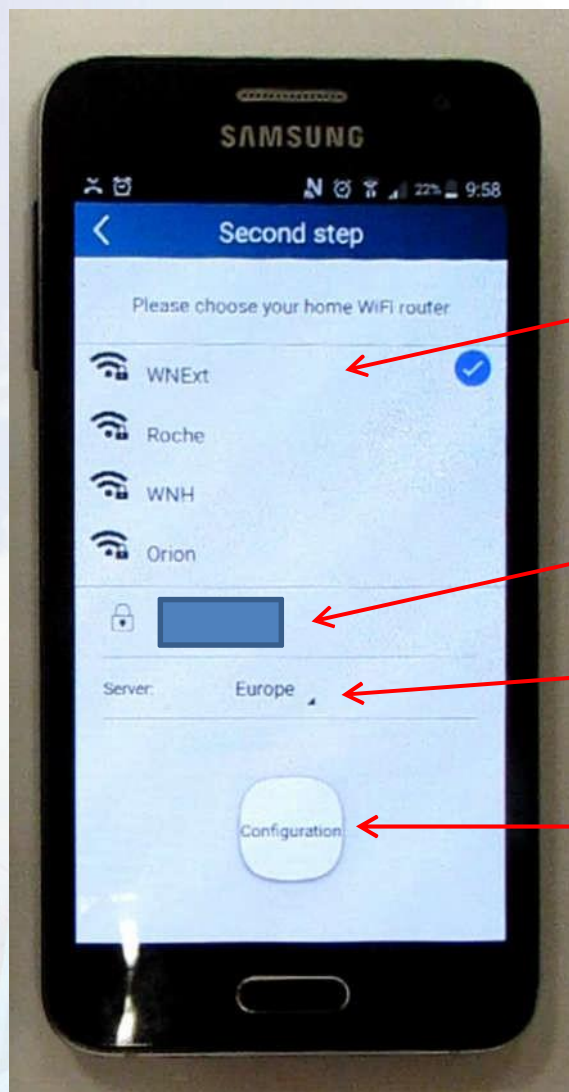 SAMSUNG
22% 9:58
Second step
Please choose your home WiFi router
WNExt
Roche
WNH
Orion
Server: Europe
Configuration